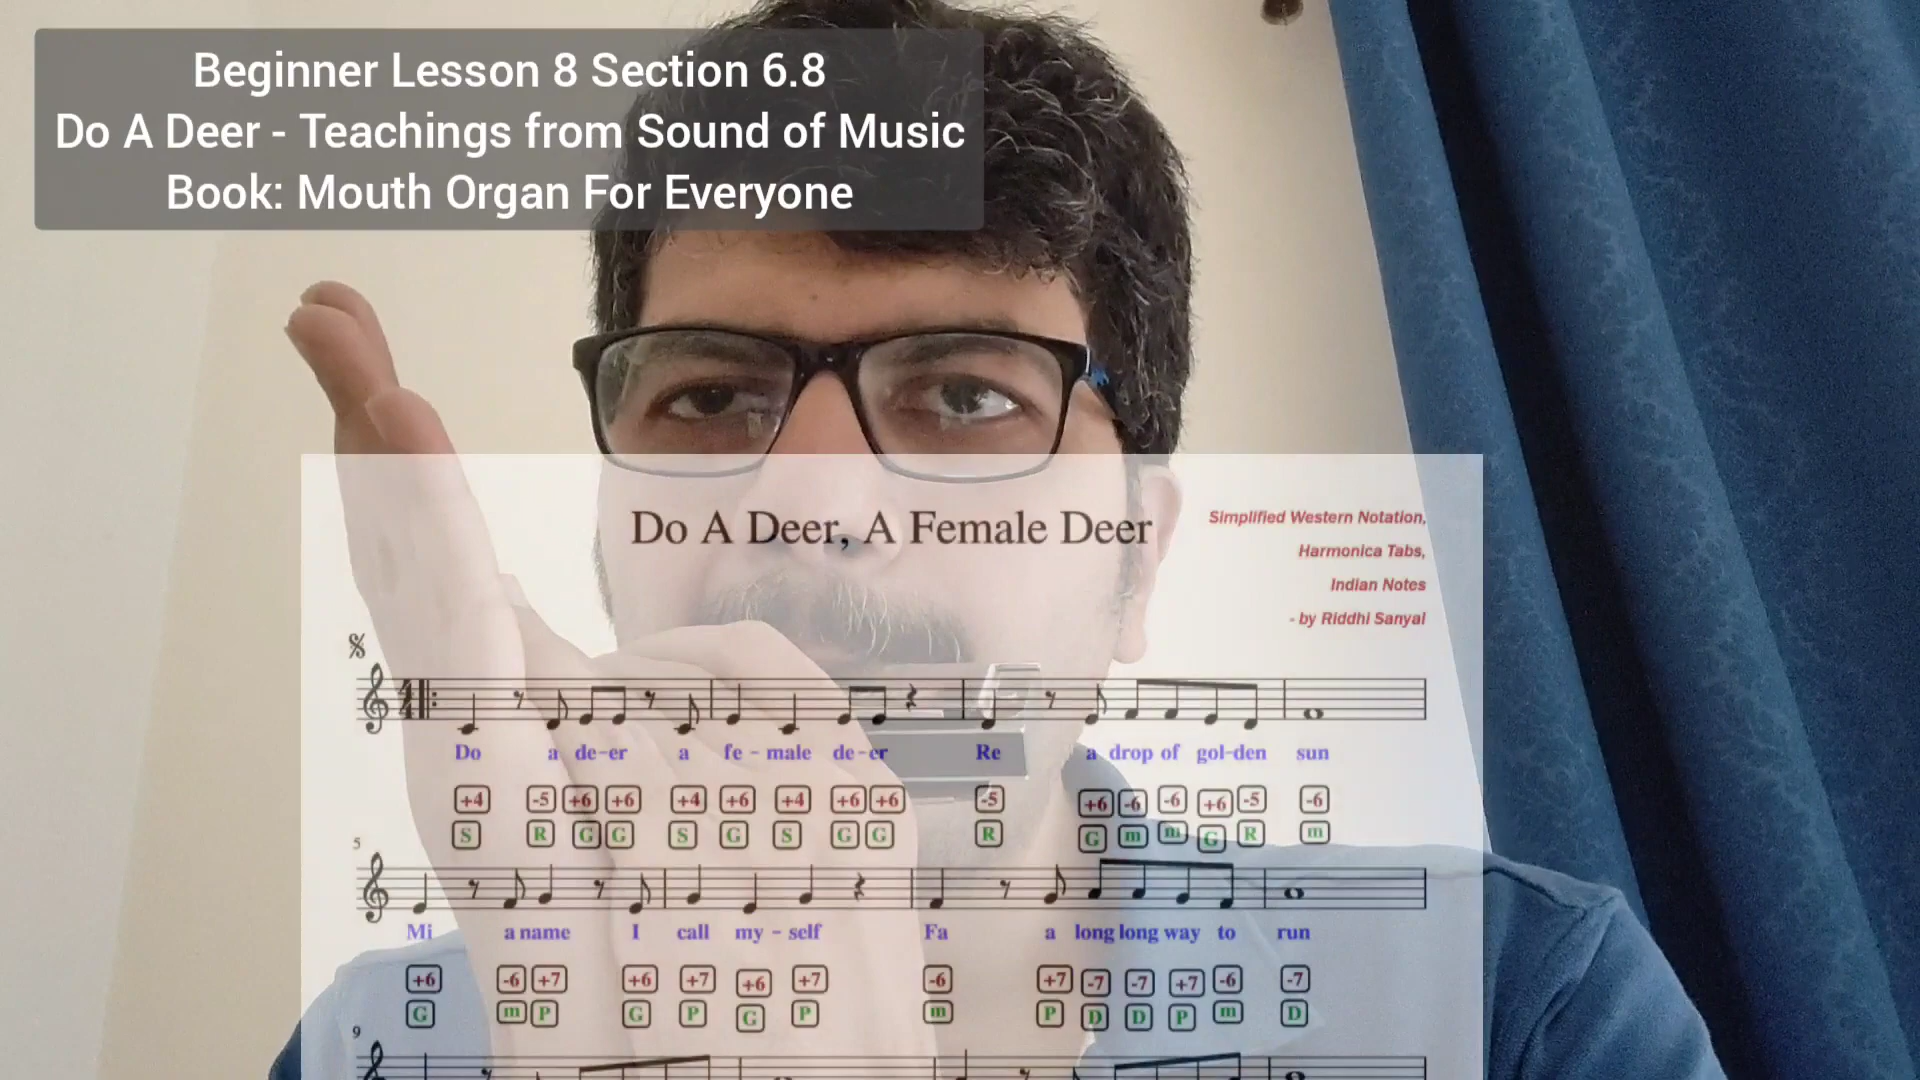 Beginner Lesson 8 Section 6.8
Do A Deer - Teachings from Sound of Music
Book: Mouth Organ For Everyone
Do A Deer, A Female Deer
Simplified Western Notation,
Harmonica Tabs,
Indian Notes
- by Riddhi Sanyal
4
4
Do a de-er a fe - male de-er Re a drop of gol-den sun
+4 -5 +6 +6 +4 +6 +4 +6 +6 -5 +6 -6 -6 +6 -5 -6
S R G G S G S G G R G m m G R m
5
Mi a name I call my - self Fa a long long way to run
+6 -6 +7 +6 +7 +6 +7 -6 +7 -7 -7 +7 -6 -7
G m P G P G P m P D D P m D
9